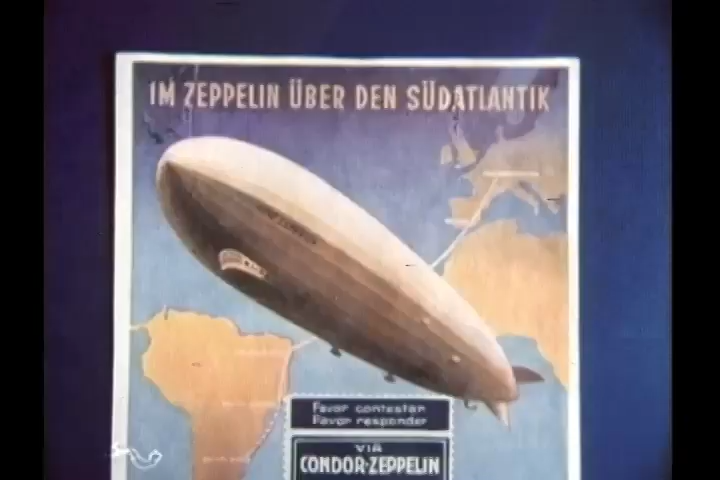 IM ZEPPELIN ÜBER DEN SÜDATLANTIK
Favor contestar
Favor responder
VIA
CONDOR-ZEPPELIN